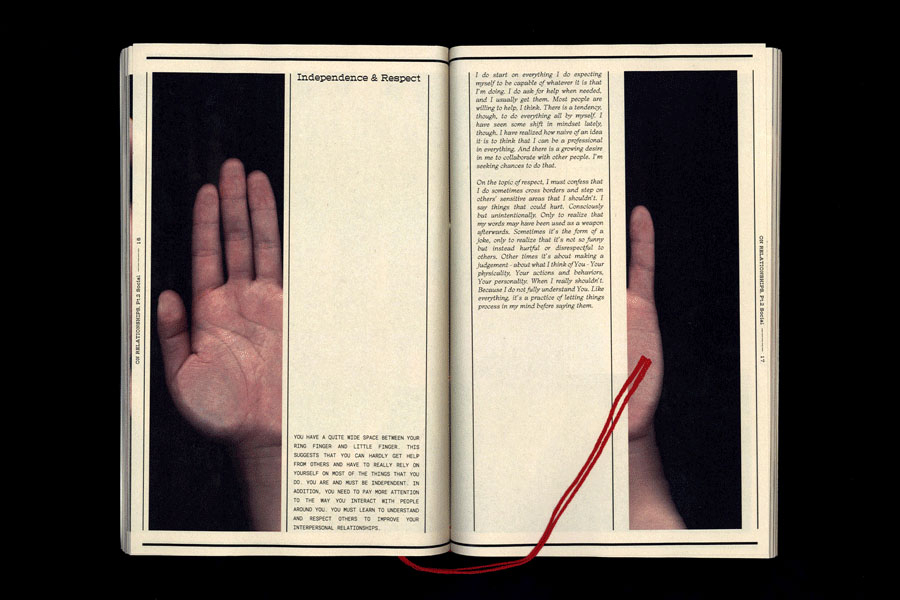 Independence & Respect
YOU HAVE A QUITE WIDE SPACE BETWEEN YOUR
RING FINGER AND LITTLE FINGER. THIS
SUGGESTS THAT YOU CAN HARDLY GET HELP
FROM OTHERS AND HAVE TO REALLY RELY ON
YOURSELF ON MOST OF THE THINGS THAT YOU
DO. YOU ARE AND MUST BE INDEPENDENT. IN
ADDITION, YOU NEED TO PAY MORE ATTENTION
TO THE WAY YOU INTERACT WITH PEOPLE
AROUND YOU. YOU MUST LEARN TO UNDERSTAND
AND RESPECT OTHERS TO IMPROVE YOUR
INTERPERSONAL RELATIONSHIPS.
ON RELATIONSHIPS, Pt.2 Social 16
I do start on everything I do expecting
myself to be capable of whatever it is that
I'm doing. I do ask for help when needed,
and I usually get them. Most people are
willing to help, I think. There is a tendency,
though, to do everything all by myself. I
have seen some shift in mindset lately,
though. I have realized how naive of an idea
it is to think that I can be a professional
in everything. And there is a growing desire
in me to collaborate with other people. I'm
seeking chances to do that.
On the topic of respect, I must confess that
I do sometimes cross borders and step on
others' sensitive areas that I shouldn't. I
say things that could hurt. Consciously
but unintentionally. Only to realize that
my words may have been used as a weapon
afterwards. Sometimes it's the form of a
joke, only to realize that it's not so funny
but instead hurtful or disrespectful to
others. Other times it's about making a
judgement - about what I think of You - Your
physicality, Your actions and behaviors,
Your personality. When I really shouldn't.
Because I do not fully understand You. Like
everything, it's a practice of letting things
process in my mind before saying them.
ON RELATIONSHIPS, Pt.2 Social 17